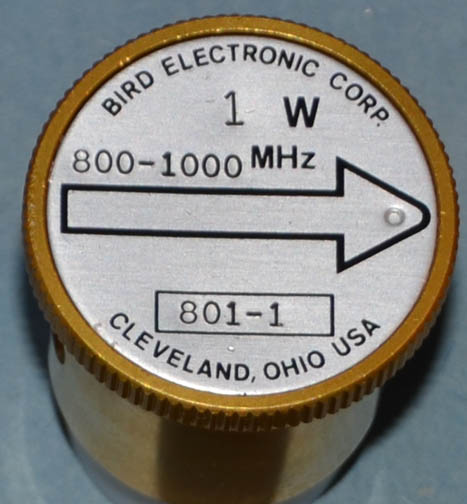 BIRD ELECTRONIC CORP.
1 W
800-1000 MHz
801-1
CLEVELAND, OHIO USA